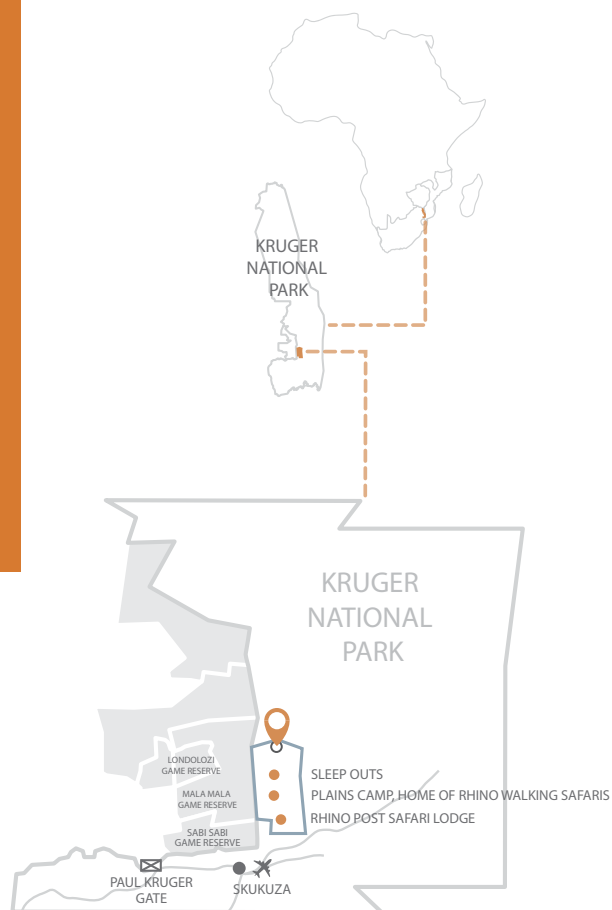 KRUGER
NATIONAL
PARK
KRUGER
NATIONAL
PARK
LONDOLOZI
GAME RESERVE
MALA MALA
GAME RESERVE
SABI SABI
GAME RESERVE
SLEEP OUTS
PLAINS CAMP, HOME OF RHINO WALKING SAFARIS
RHINO POST SAFARI LODGE
PAUL KRUGER
GATE
SKUKUZA